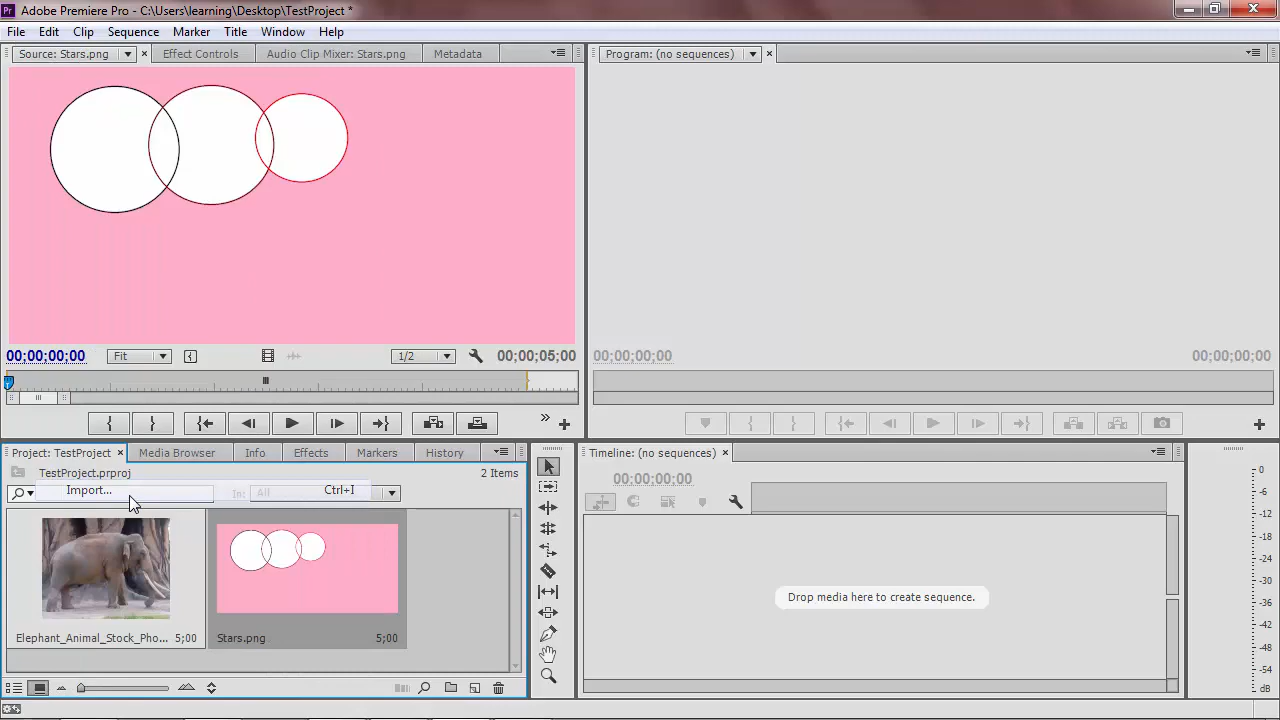 Pr Adobe Premiere Pro - C:\Users\learning\Desktop\TestProject *
File Edit Clip Sequence Marker Title Window Help
Source: Stars.png Effect Controls Audio Clip Mixer: Stars.png Metadata
Program: (no sequences)
00;00;00;00 Fit 1/2 00;00;05;00
00;00;00;00 00;00;00;00
Project: TestProject Media Browser Info Effects Markers History
TestProject.prproj 2 Items
Import... In: All Ctrl+I
Elephant_Animal_Stock_Pho... 5;00
Stars.png 5;00
Timeline: (no sequences)
00;00;00;00
Drop media here to create sequence.
0
-6
-12
-18
-24
-30
-36
-42
-48
-54
dB